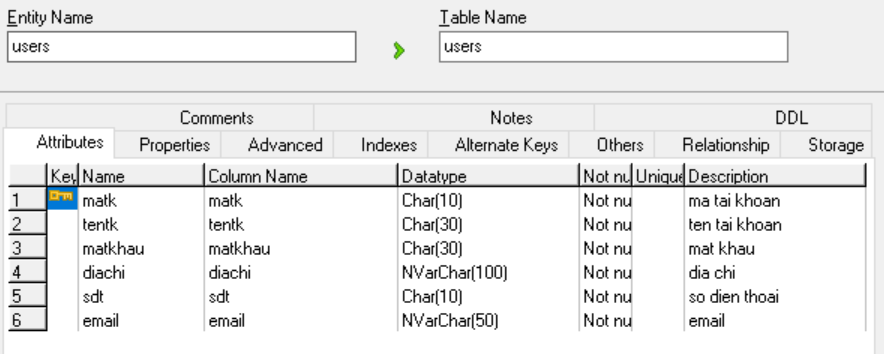 Entity Name Table Name
users users
Comments Notes DDL
Attributes Properties Advanced Indexes Alternate Keys Others Relationship Storage
Key Name Column Name Datatype Not nu Unique Description
1 matk matk Char(10) Not nu ma tai khoan
2 tentk tentk Char(30) Not nu ten tai khoan
3 matkhau matkhau Char(30) Not nu mat khau
4 diachi diachi NVarChar(100) Not nu dia chi
5 sdt sdt Char(10) Not nu so dien thoai
6 email email NVarChar(50) Not nu email